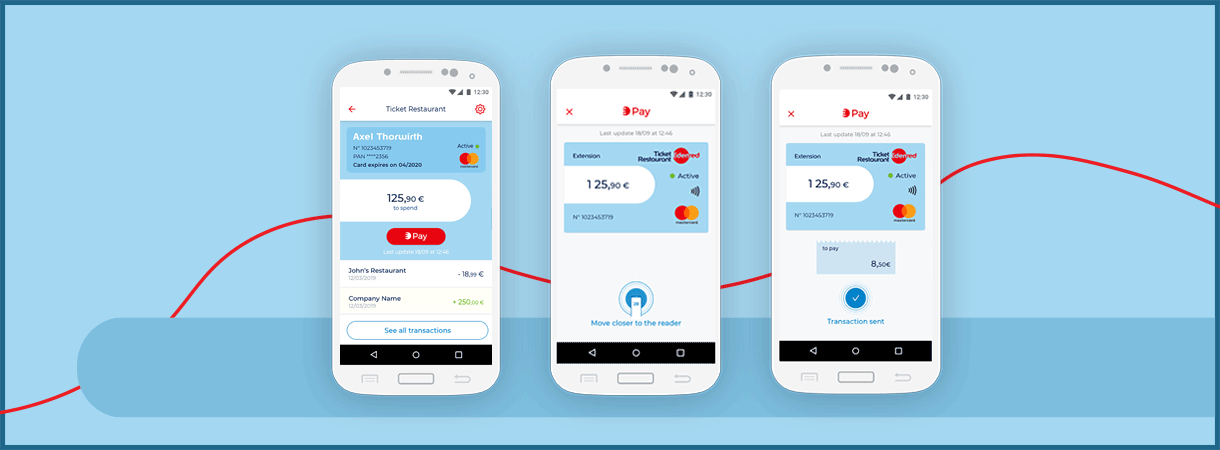 12:30
Ticket Restaurant
Axel Thorwirth
N° 1023453719
PAN ****2356
Card expires on 04/2020
Active
mastercard
125,90 €
to spend
Pay
Last update 18/09 at 12:46
John's Restaurant
12/03/2019
- 18,99 €
Company Name
12/03/2019
+ 250,00 €
See all transactions
12:30
Pay
Last update 18/09 at 12:46
Extension
Ticket
Restaurant
Edenred
1 25,90 €
Active
N° 1023453719
mastercard
Move closer to the reader
12:30
Pay
Last update 18/09 at 12:46
Extension
Ticket
Restaurant
Edenred
1 25,90 €
Active
N° 1023453719
mastercard
to pay
8,50€
Transaction sent